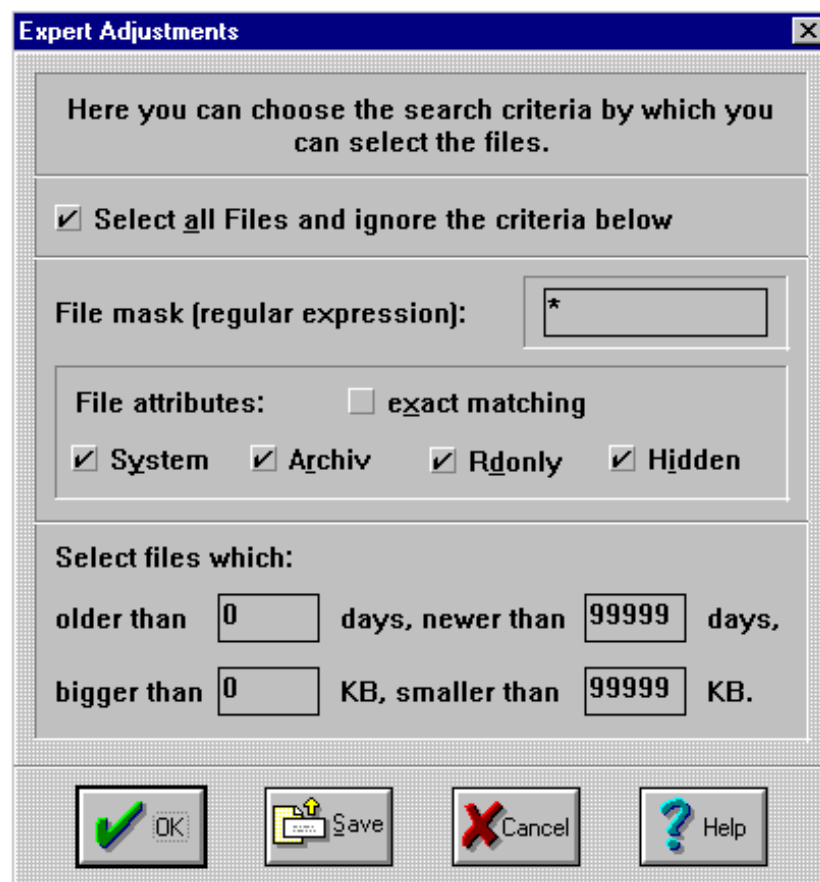 Expert Adjustments
Here you can choose the search criteria by which you
can select the files.
Select all Files and ignore the criteria below
File mask (regular expression): *
File attributes: exact matching
System Archiv Rdonly Hidden
Select files which:
older than 0 days, newer than 99999 days,
bigger than 0 KB, smaller than 99999 KB.
OK Save Cancel Help